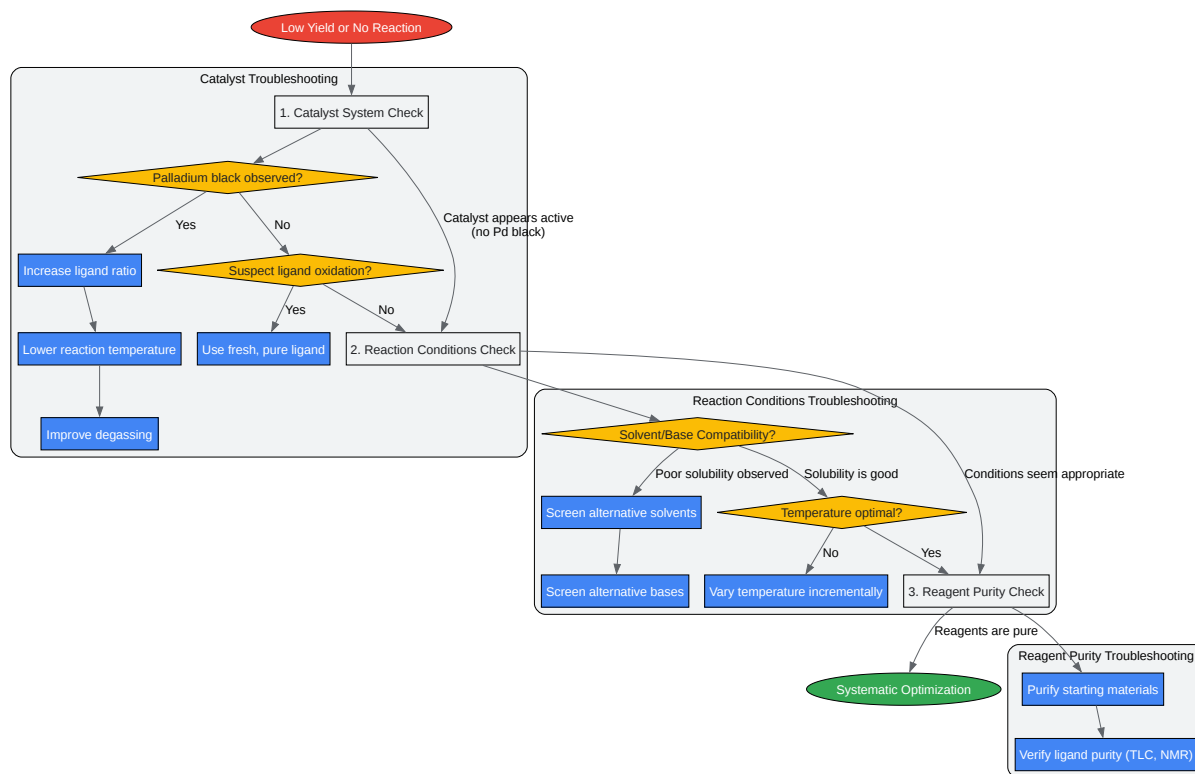 Low Yield or No Reaction
Catalyst Troubleshooting
1. Catalyst System Check
Palladium black observed?
Catalyst appears active
(no Pd black)
Yes
No
Increase ligand ratio
Suspect ligand oxidation?
Yes
No
Lower reaction temperature
Use fresh, pure ligand
2. Reaction Conditions Check
Improve degassing
Reaction Conditions Troubleshooting
Solvent/Base Compatibility?
Poor solubility observed
Solubility is good
Conditions seem appropriate
Screen alternative solvents
Temperature optimal?
No
Yes
Screen alternative bases
Vary temperature incrementally
3. Reagent Purity Check
Reagents are pure
Reagent Purity Troubleshooting
Systematic Optimization
Purify starting materials
Verify ligand purity (TLC, NMR)